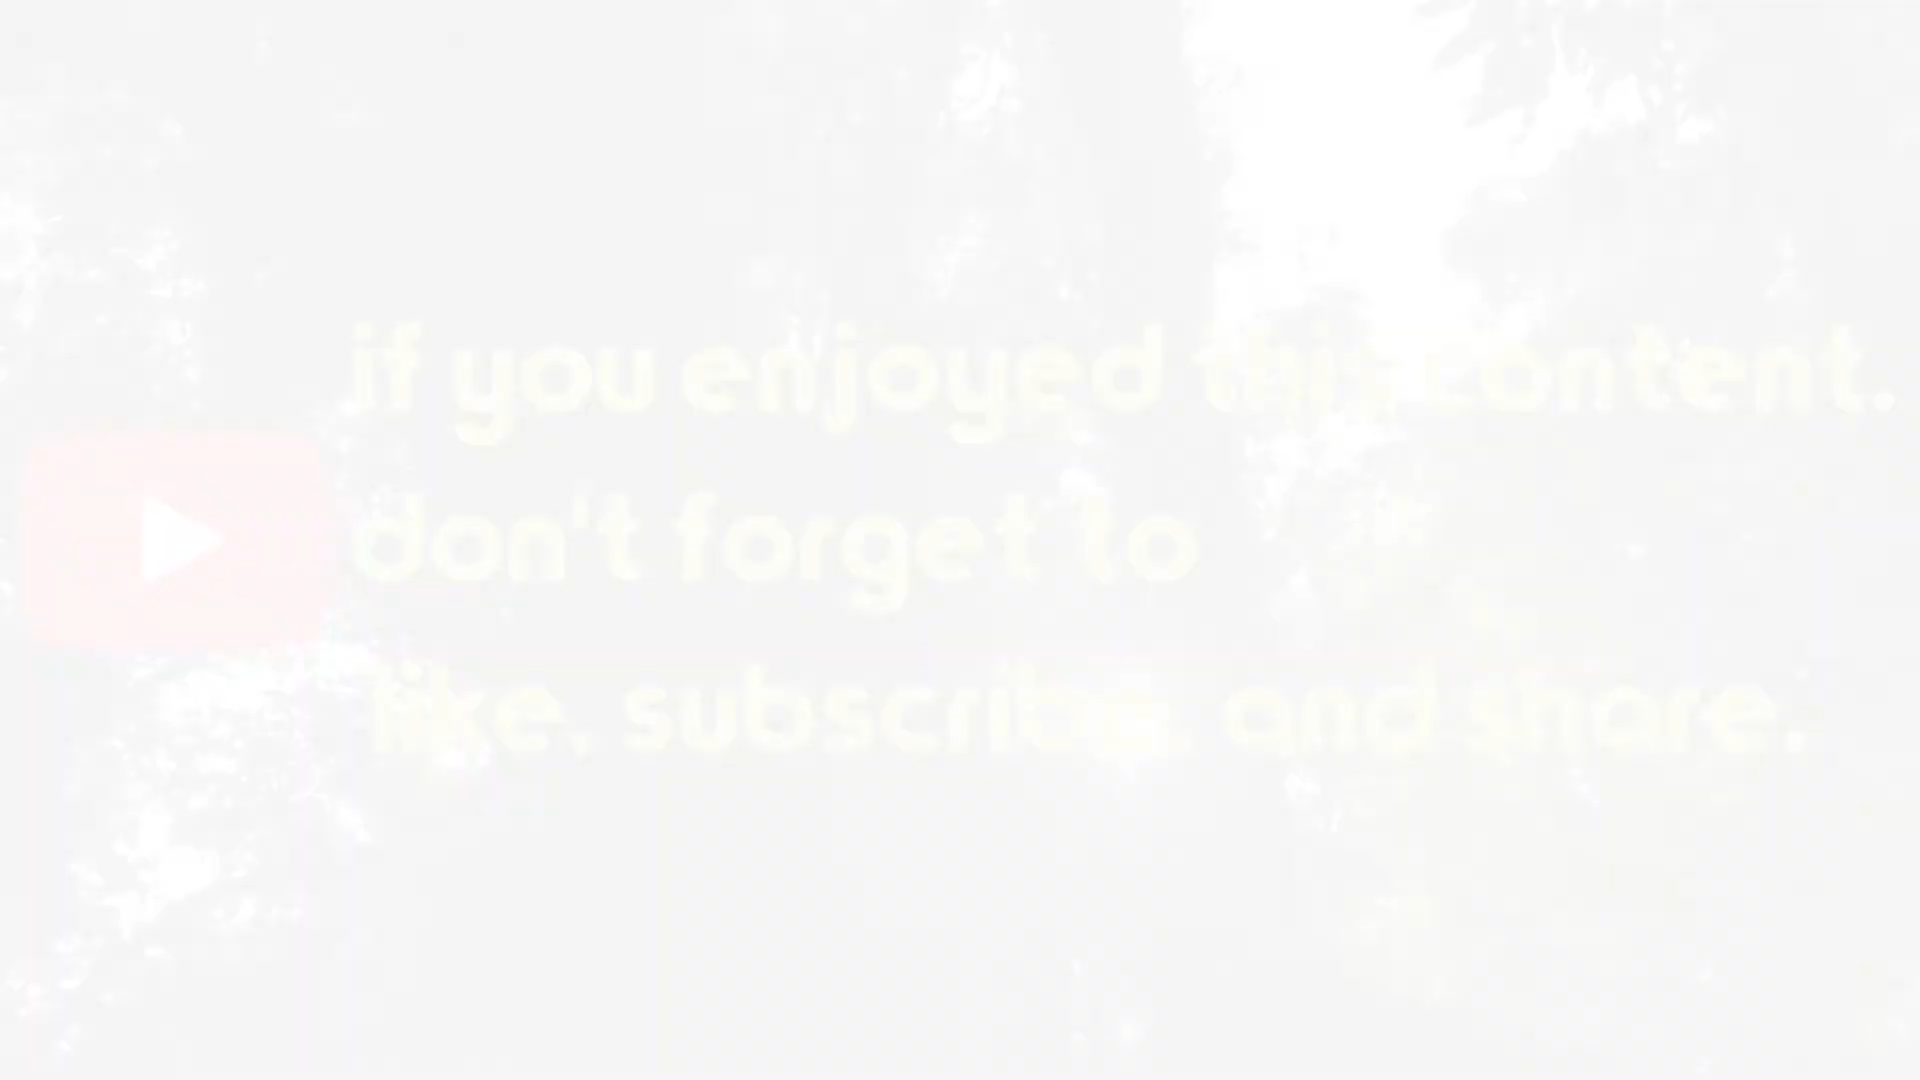 if you enjoyed this content.
don't forget to
like, subscribe, and share.